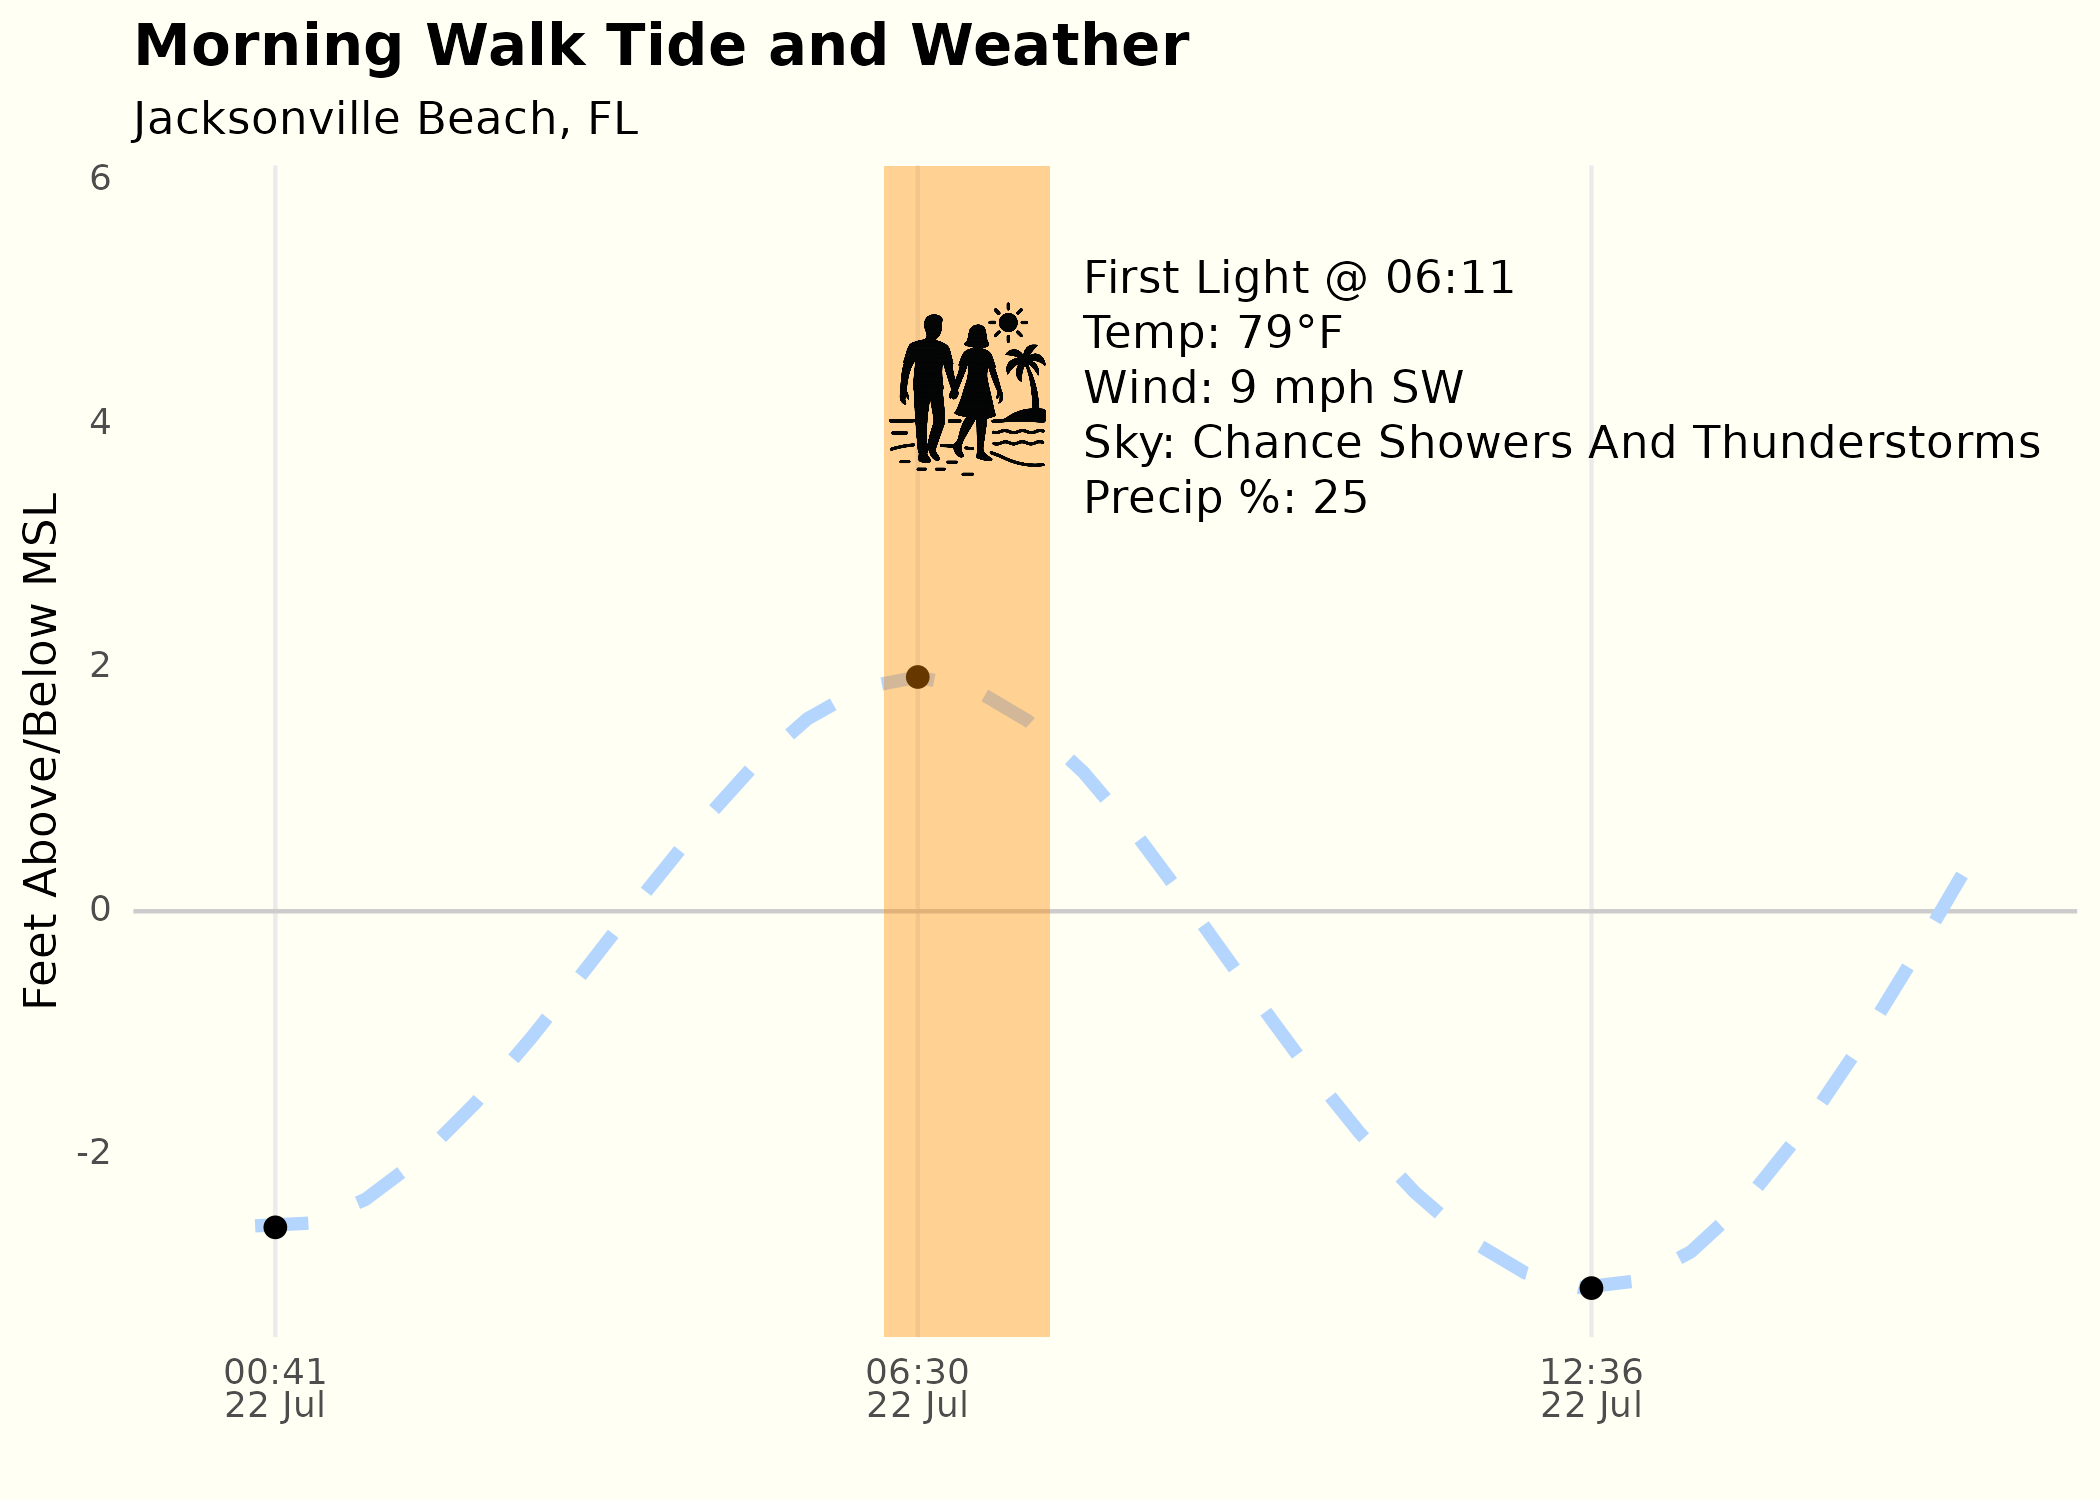 Morning Walk Tide and Weather
Jacksonville Beach, FL
Feet Above/Below MSL
6
4
2
0
-2
First Light @ 06:11
Temp: 79°F
Wind: 9 mph SW
Sky: Chance Showers And Thunderstorms
Precip %: 25
00:41
22 Jul
06:30
22 Jul
12:36
22 Jul